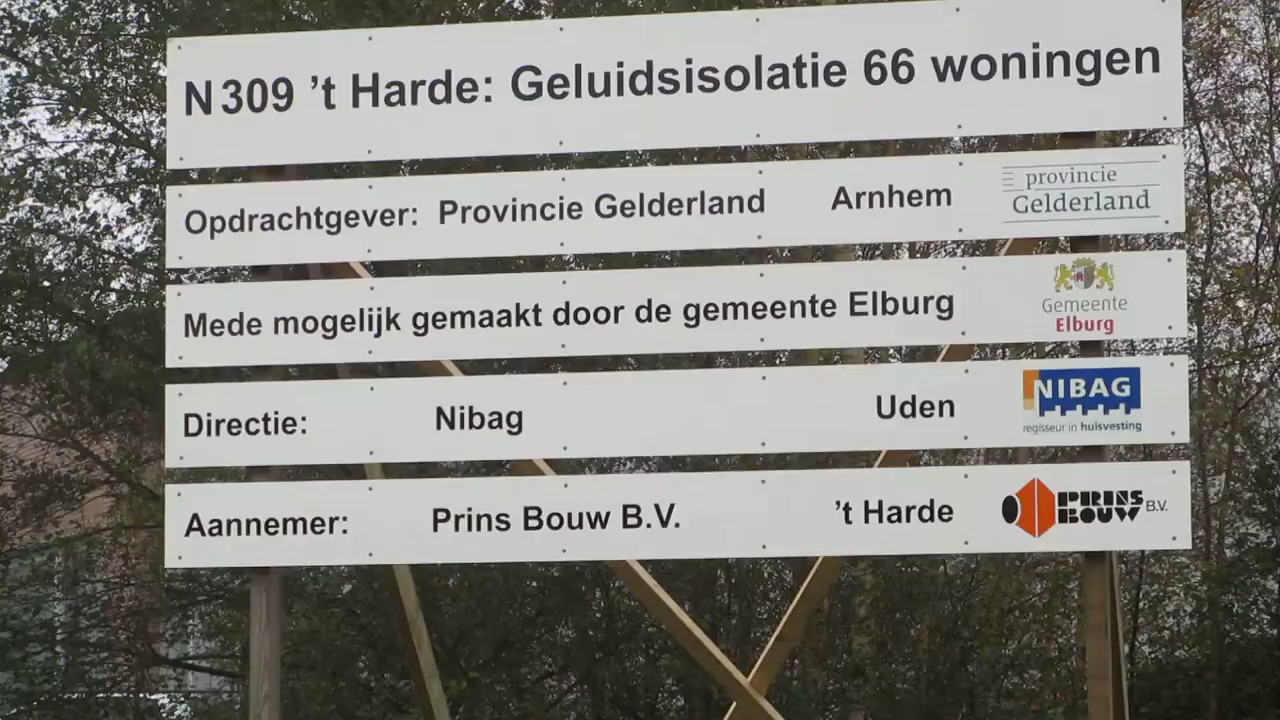 N309 't Harde: Geluidsisolatie 66 woningen
Opdrachtgever: Provincie Gelderland Arnhem
provincie
Gelderland
Mede mogelijk gemaakt door de gemeente Elburg
Gemeente
Elburg
Directie: Nibag Uden
NIBAG
regisseur in huisvesting
Aannemer: Prins Bouw B.V. 't Harde
PRINS
BOUW B.V.